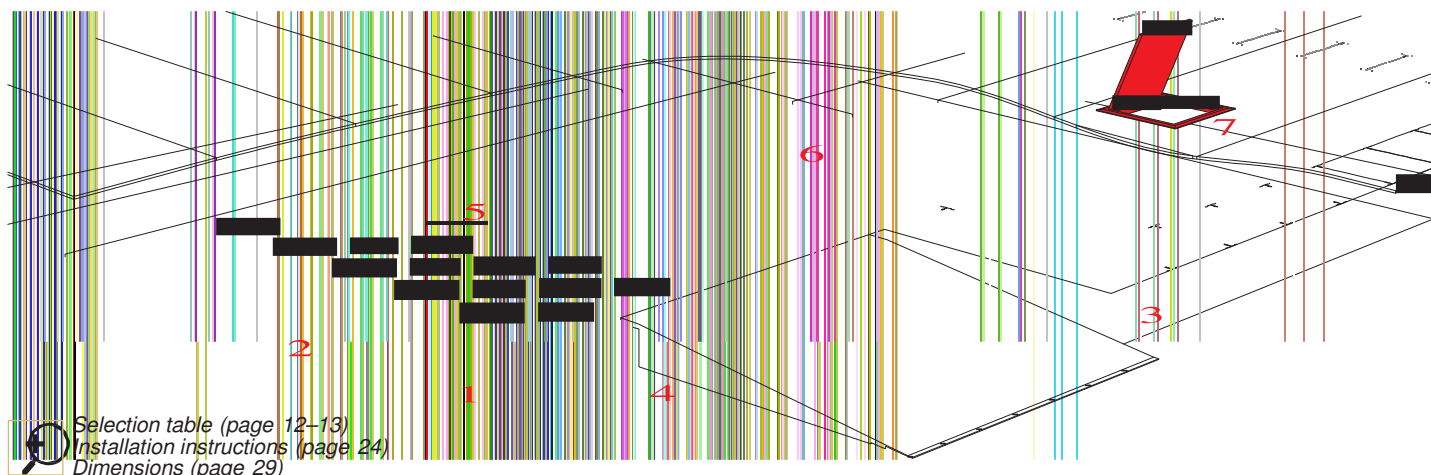 7
6
5
3
2
1
4
Selection table (page 12–13)
Installation instructions (page 24)
Dimensions (page 29)